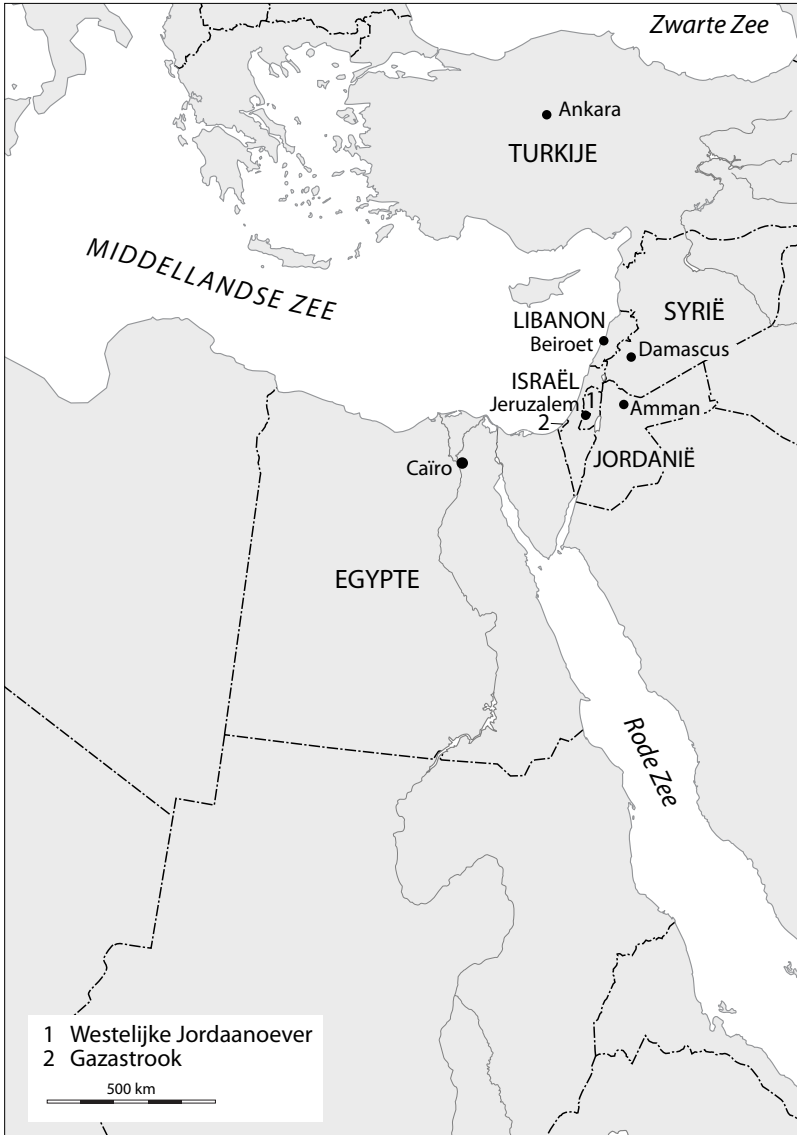 Zwarte Zee
Ankara
TURKIJE
MIDDELLANDSE ZEE
LIBANON
Beiroet
SYRIË
Damascus
ISRAËL
Jeruzalem
1
2
Amman
Caïro
JORDANIË
EGYPTE
Rode Zee
1 Westelijke Jordaanoever
2 Gazastrook
500 km